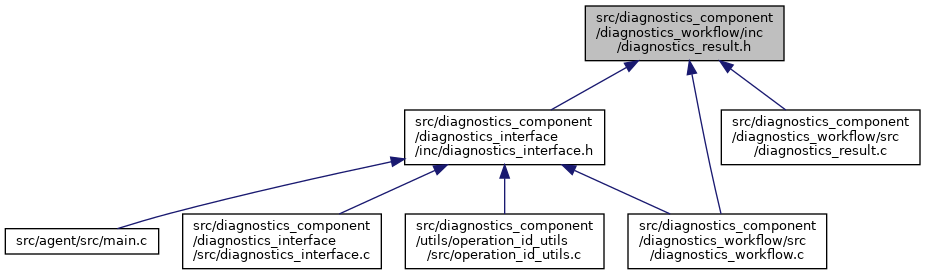 src/diagnostics_component
/diagnostics_workflow/inc
/diagnostics_result.h
src/diagnostics_component
/diagnostics_interface
/inc/diagnostics_interface.h
src/diagnostics_component
/diagnostics_workflow/src
/diagnostics_result.c
src/agent/src/main.c
src/diagnostics_component
/diagnostics_interface
/src/diagnostics_interface.c
src/diagnostics_component
/utils/operation_id_utils
/src/operation_id_utils.c
src/diagnostics_component
/diagnostics_workflow/src
/diagnostics_workflow.c